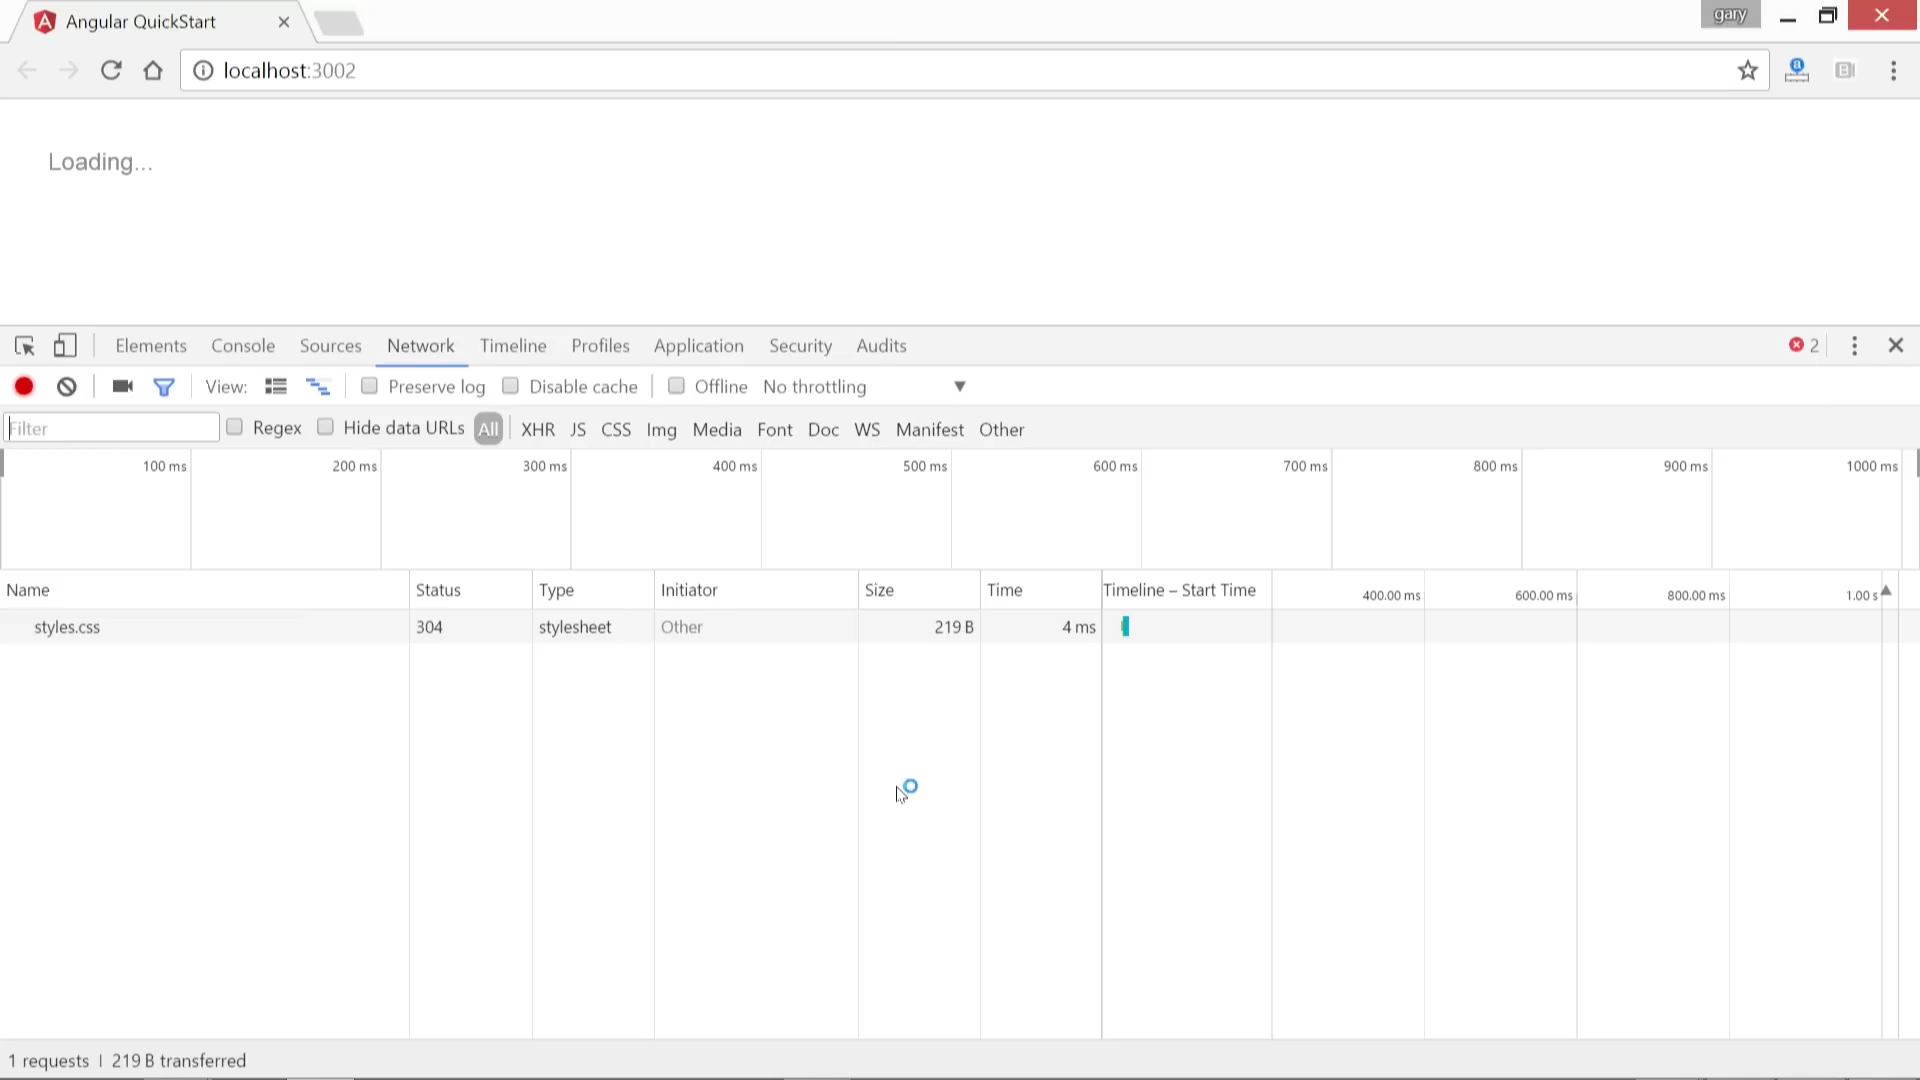 Angular QuickStart
gary
localhost:3002
Loading...
Elements Console Sources Network Timeline Profiles Application Security Audits 2
View: Preserve log Disable cache Offline No throttling
Filter Regex Hide data URLs All XHR JS CSS Img Media Font Doc WS Manifest Other
100 ms 200 ms 300 ms 400 ms 500 ms 600 ms 700 ms 800 ms 900 ms 1000 ms
Name Status Type Initiator Size Time Timeline – Start Time 400.00 ms 600.00 ms 800.00 ms 1.00 s
styles.css 304 stylesheet Other 219 B 4 ms
1 requests | 219 B transferred